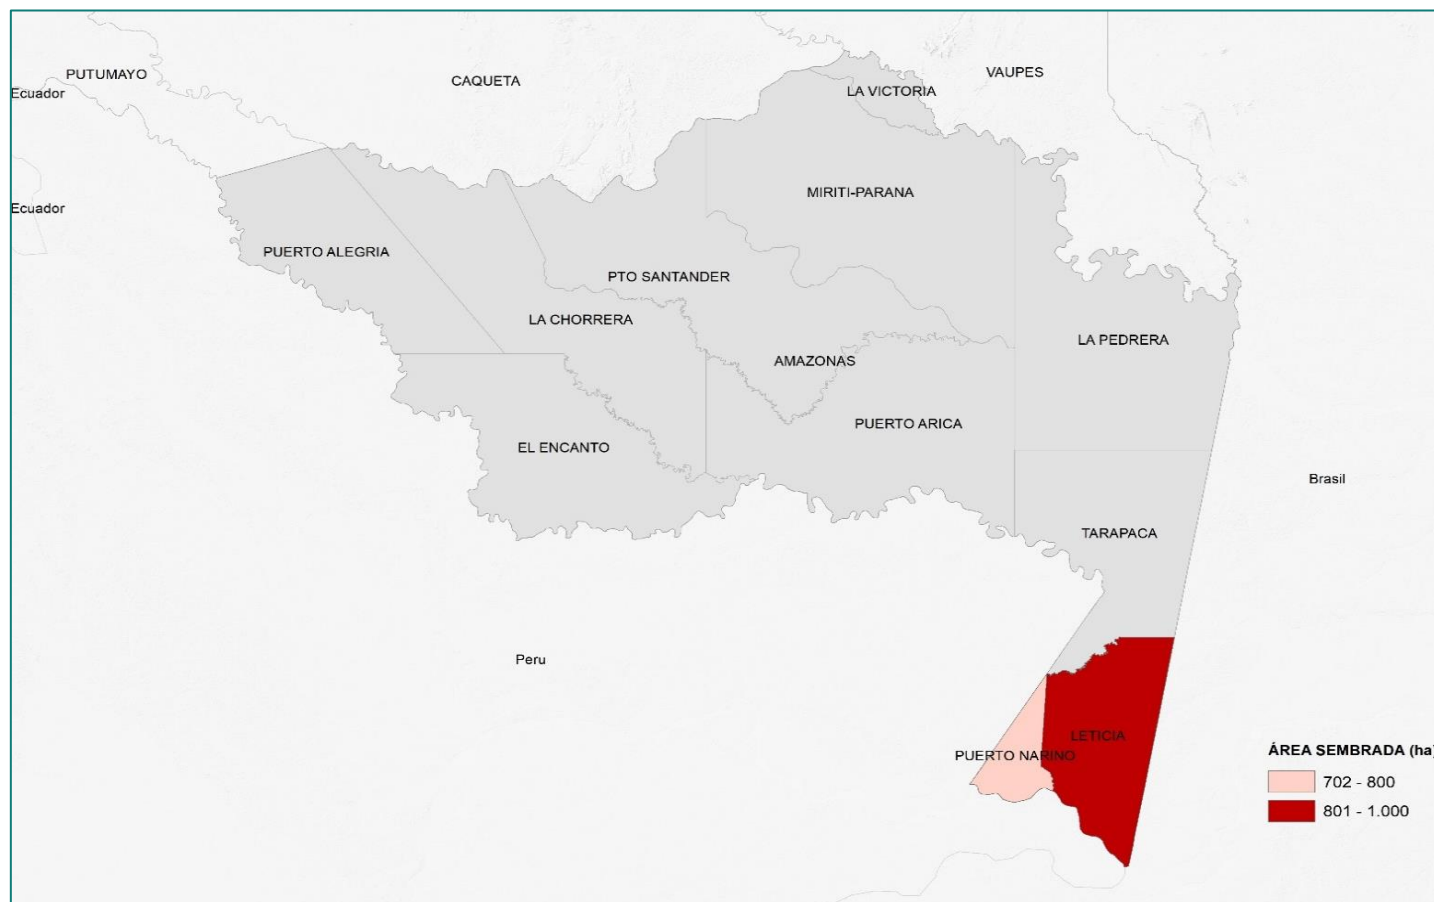 PUTUMAYO
CAQUETA
VAUPES
Ecuador
LA VICTORIA
MIRITI-PARANA
Ecuador
PUERTO ALEGRIA
PTO SANTANDER
LA CHORRERA
LA PEDRERA
AMAZONAS
PUERTO ARICA
EL ENCANTO
Brasil
TARAPACA
Peru
LETICIA
PUERTO NARINO
ÁREA SEMBRADA (ha)
702 - 800
801 - 1.000